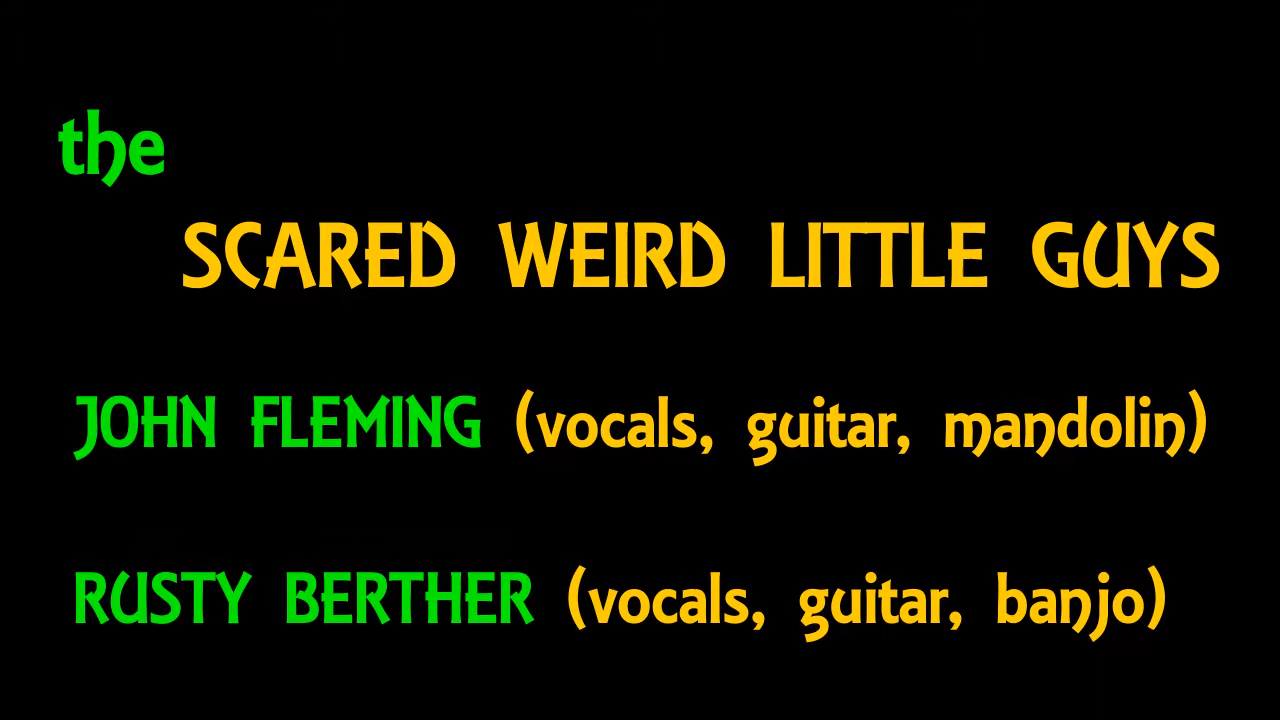 the
SCARED WEIRD LITTLE GUYS
JOHN FLEMING (vocals, guitar, mandolin)
RUSTY BERTHER (vocals, guitar, banjo)